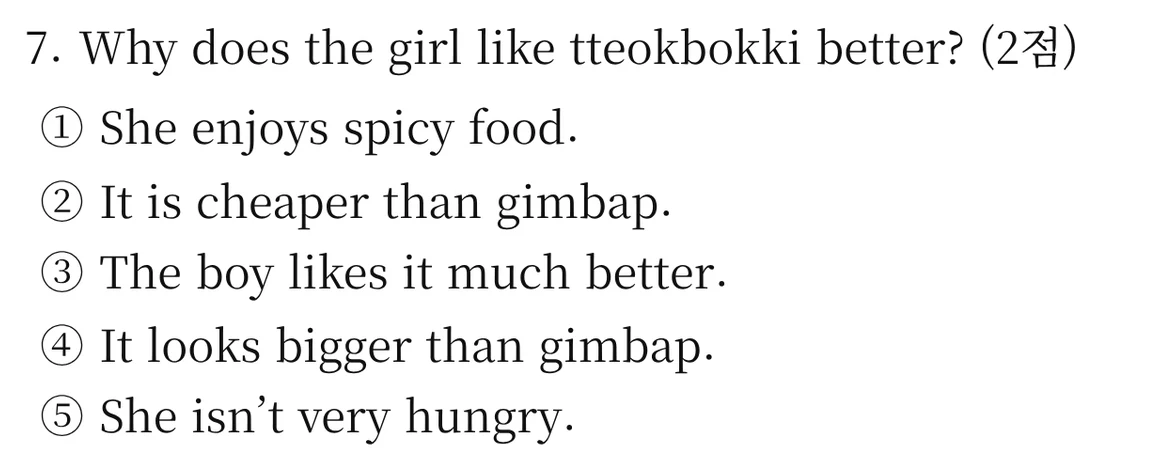 7. Why does the girl like tteokbokki better? (2점)
① She enjoys spicy food.
② It is cheaper than gimbap.
③ The boy likes it much better.
④ It looks bigger than gimbap.
⑤ She isn’t very hungry.